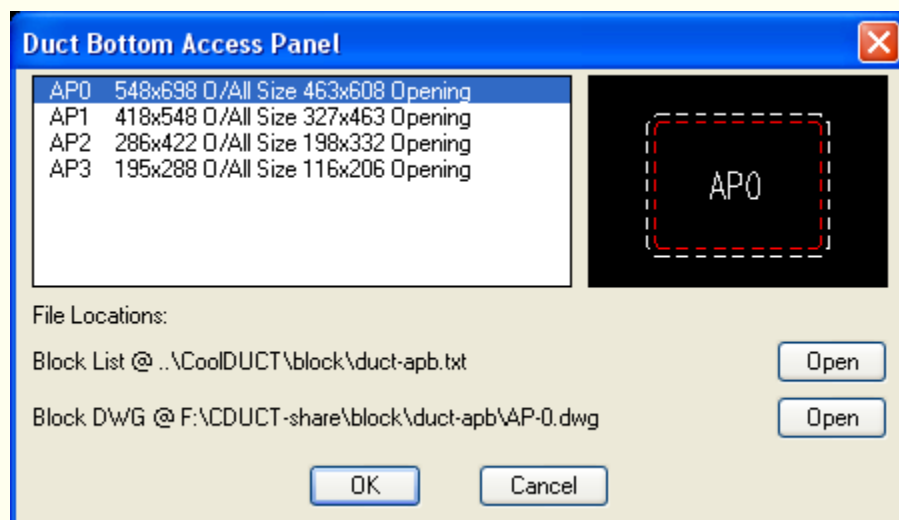 Duct Bottom Access Panel
AP0 548x698 O/All Size 463x608 Opening
AP1 418x548 O/All Size 327x463 Opening
AP2 286x422 O/All Size 198x332 Opening
AP3 195x288 O/All Size 116x206 Opening
AP0
File Locations:
Block List @ ..\CoolDUCT\block\duct-apb.txt
Open
Block DWG @ F:\CDUCT-share\block\duct-apb\AP-0.dwg
Open
OK
Cancel